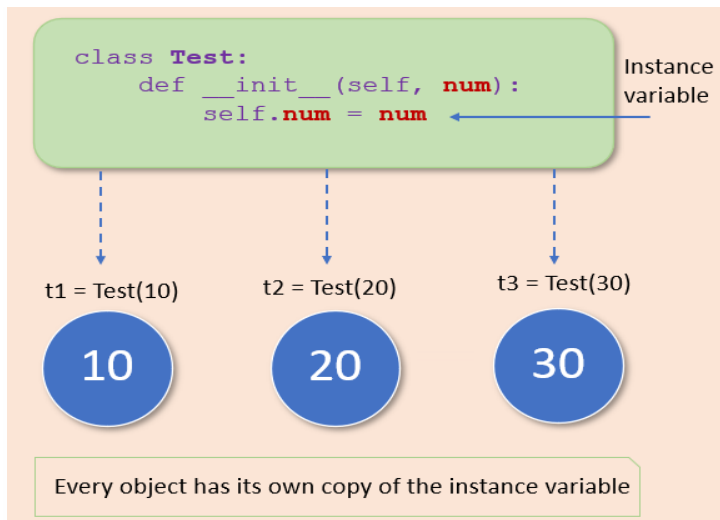 class Test:
def __init__(self, num):
self.num = num
Instance
variable
t1 = Test(10)
t2 = Test(20)
t3 = Test(30)
10
20
30
Every object has its own copy of the instance variable